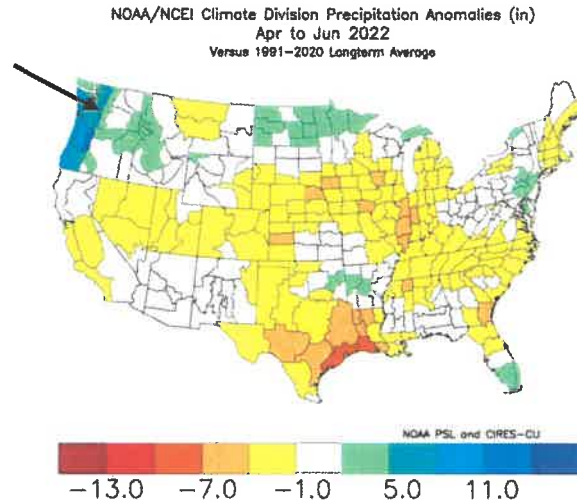 NOAA/NCEI Climate Division Precipitation Anomalies (in)
Apr to Jun 2022
Versus 1991-2020 Longterm Average
NOAA PSL and CIRES-CU
-13.0 -7.0 -1.0 5.0 11.0